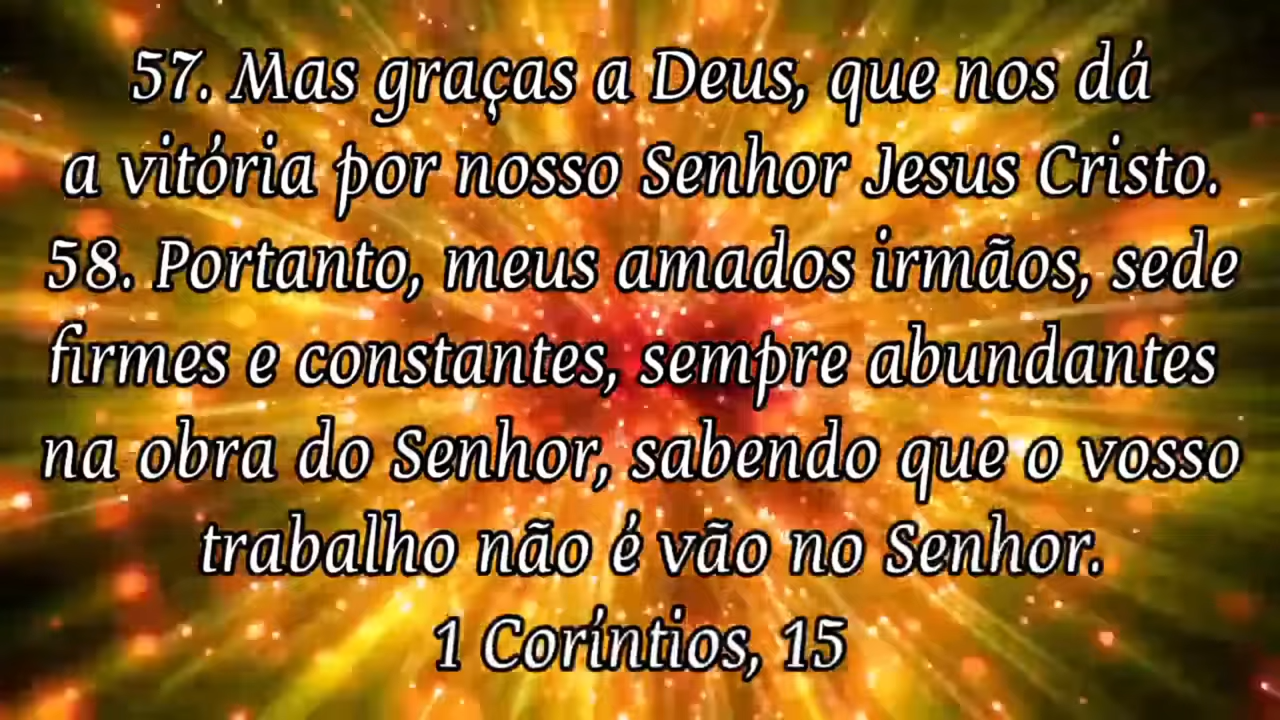 57. Mas graças a Deus, que nos dá
a vitória por nosso Senhor Jesus Cristo.
58. Portanto, meus amados irmãos, sede
firmes e constantes, sempre abundantes
na obra do Senhor, sabendo que o vosso
trabalho não é vão no Senhor.
1 Coríntios, 15